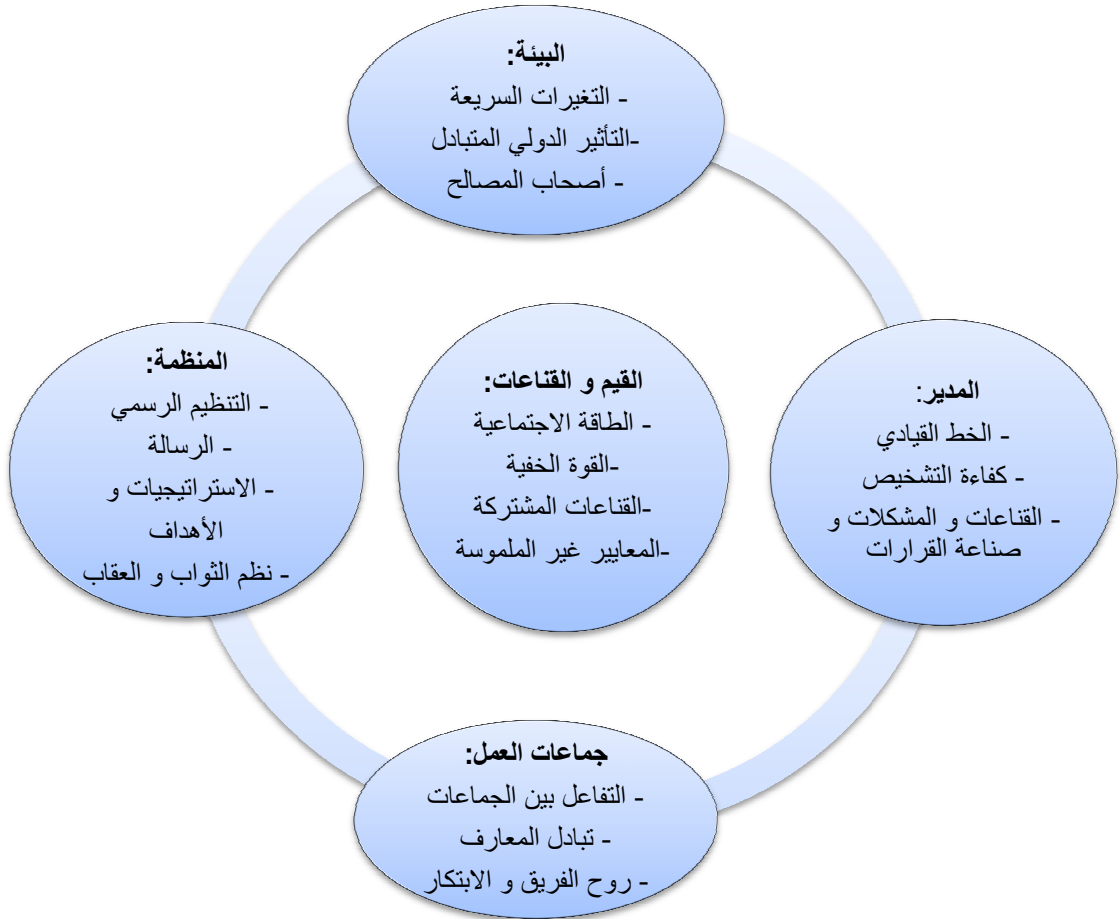 البيئة:
- التغيرات السريعة
-التأثير الدولي المتبادل
- أصحاب المصالح
المدير:
- الخط القيادي
- كفاءة التشخيص
- القناعات و المشكلات و
صناعة القرارات
القيم و القناعات:
- الطاقة الاجتماعية
-القوة الخفية
-القناعات المشتركة
-المعايير غير الملموسة
المنظمة:
- التنظيم الرسمي
- الرسالة
- الاستراتيجيات و
الأهداف
- نظم الثواب و العقاب
جماعات العمل:
- التفاعل بين الجماعات
- تبادل المعارف
- روح الفريق و الابتكار